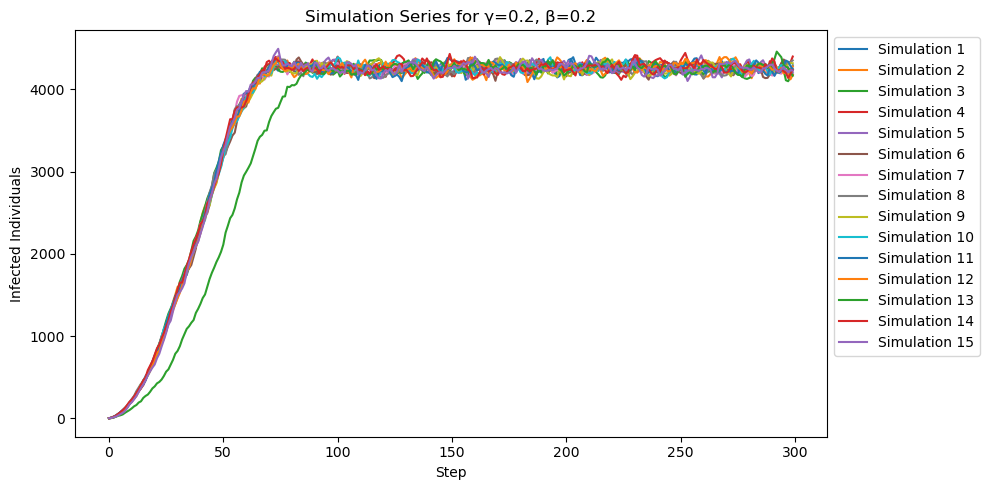 Simulation Series for γ=0.2, β=0.2
Infected Individuals
4000
3000
2000
1000
0
0 50 100 150 200 250 300
Step
Simulation 1
Simulation 2
Simulation 3
Simulation 4
Simulation 5
Simulation 6
Simulation 7
Simulation 8
Simulation 9
Simulation 10
Simulation 11
Simulation 12
Simulation 13
Simulation 14
Simulation 15